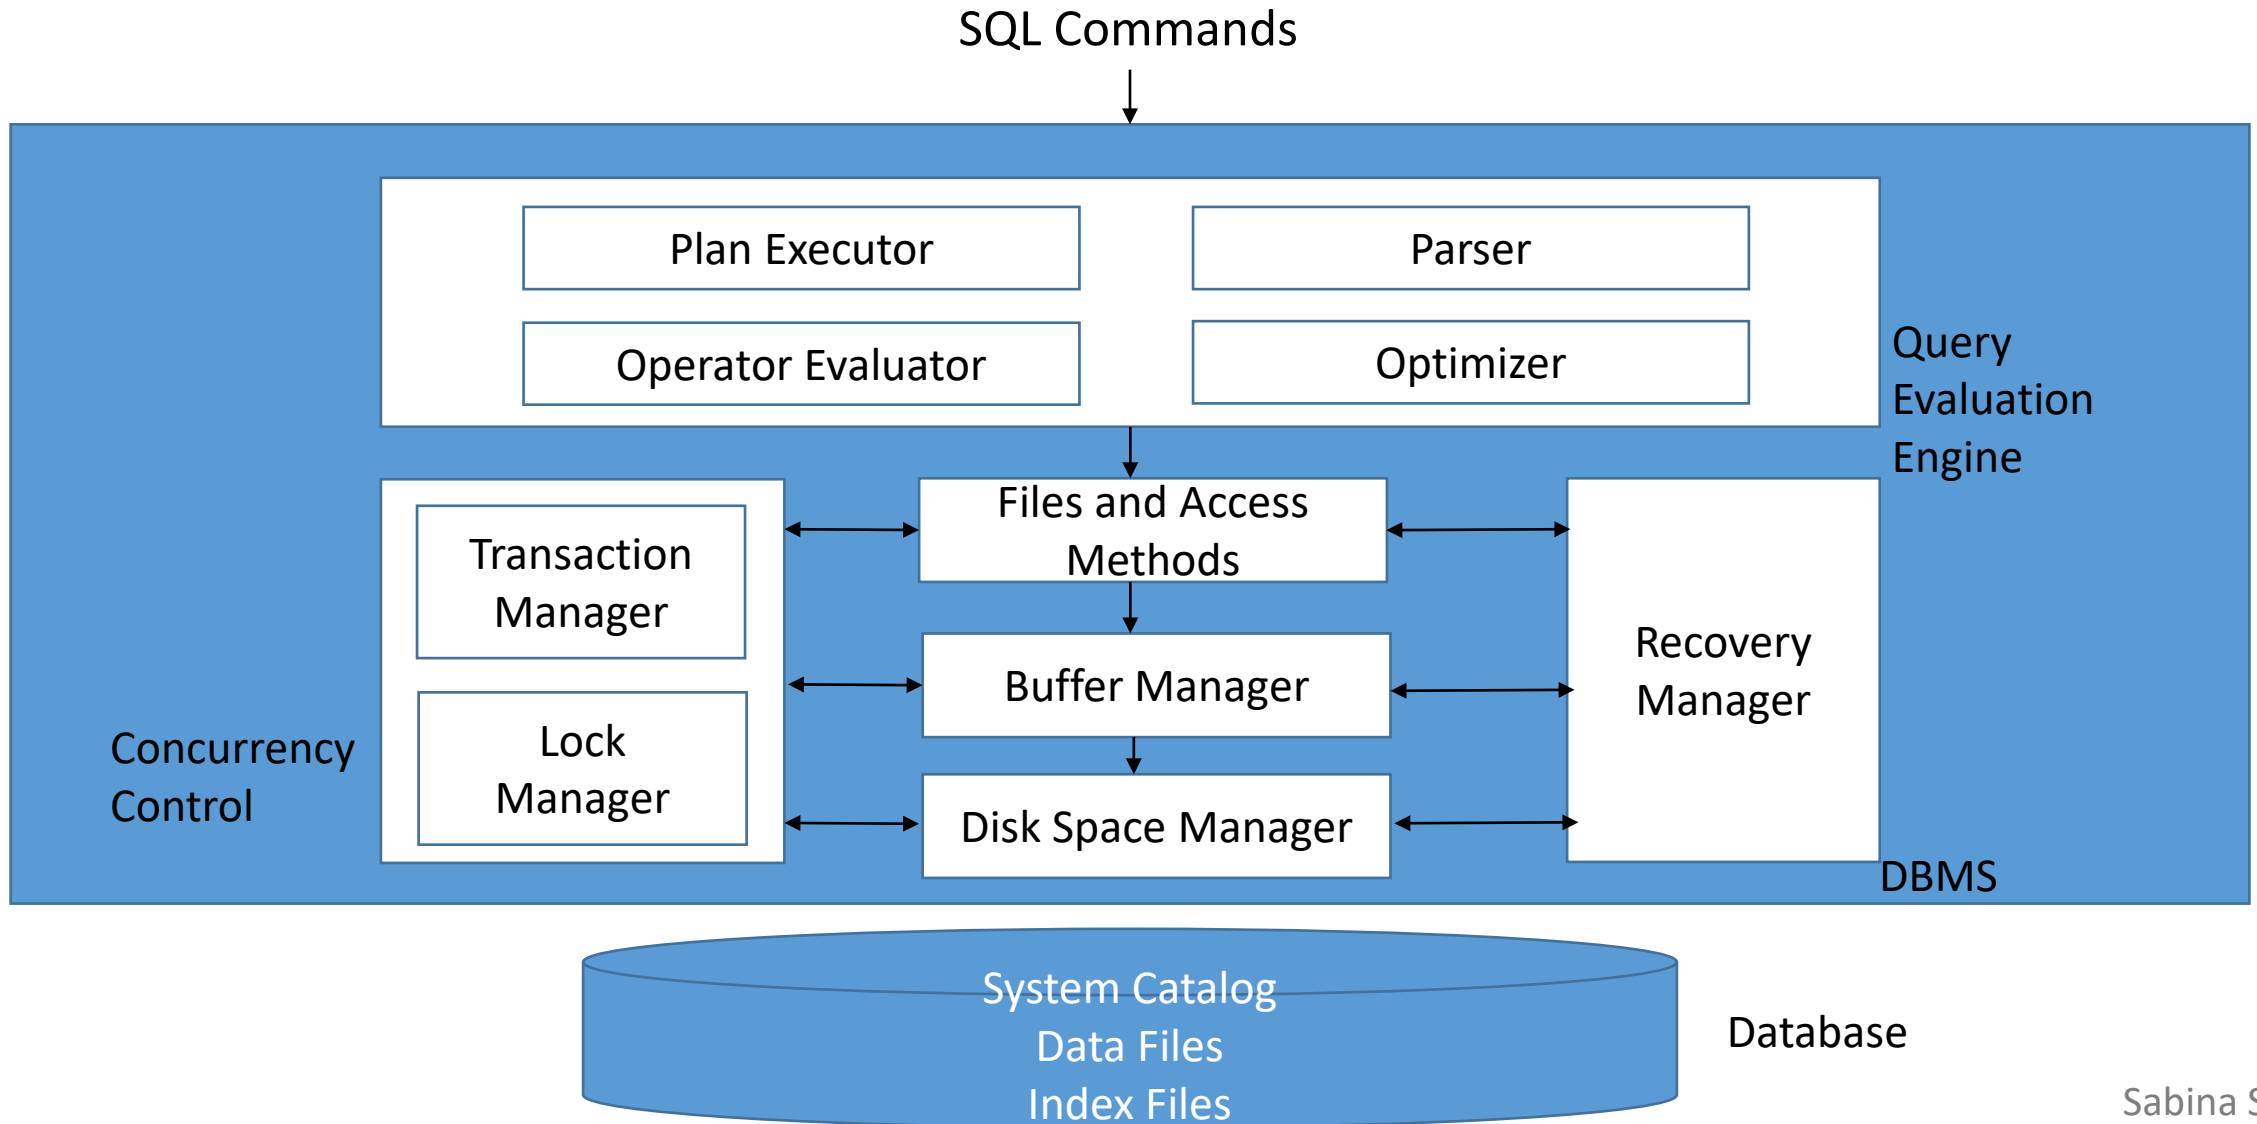 SQL Commands
Plan Executor
Parser
Operator Evaluator
Optimizer
Query
Evaluation
Engine
Files and Access
Methods
Transaction
Manager
Recovery
Manager
Buffer Manager
Lock
Manager
Concurrency
Control
Disk Space Manager
DBMS
System Catalog
Data Files
Index Files
Database
Sabina S